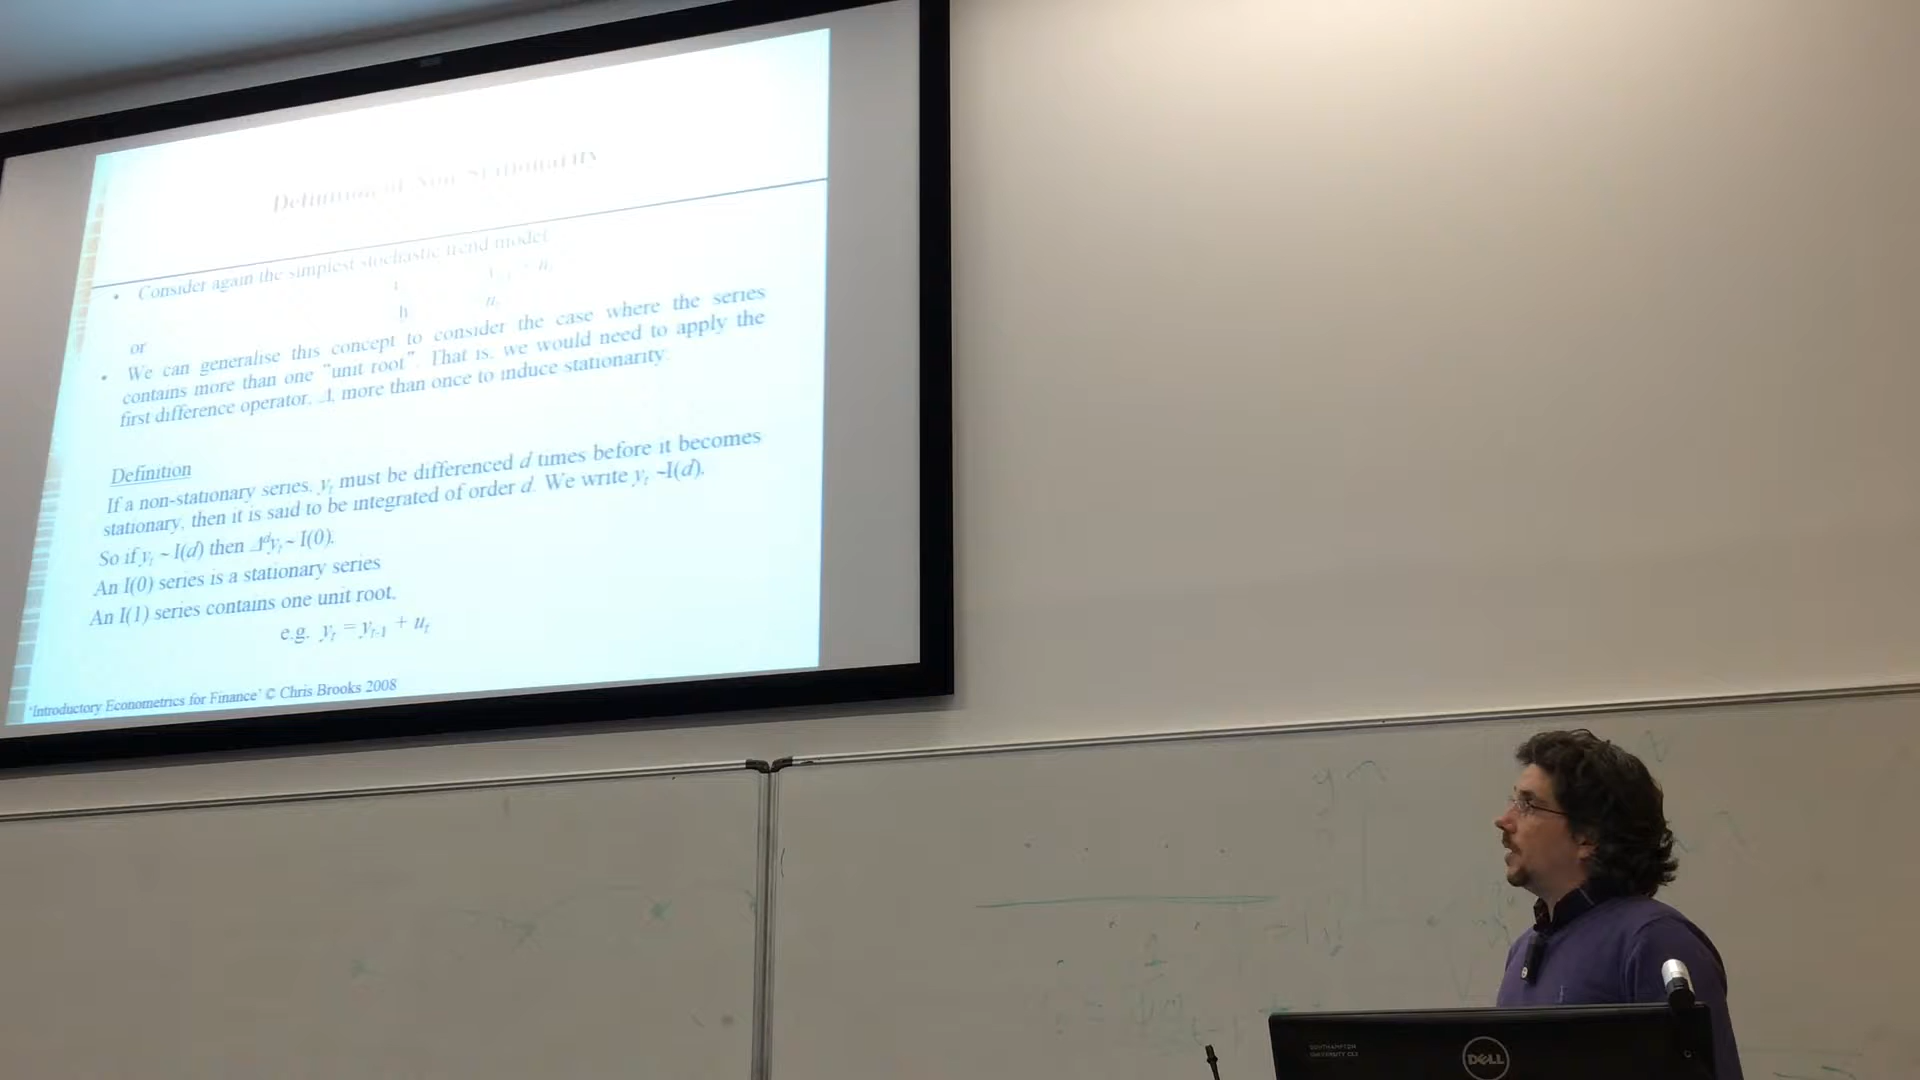 Definition of Non-Stationarity
• Consider again the simplest stochastic trend model
or
• We can generalise this concept to consider the case where the series
contains more than one "unit root". That is, we would need to apply the
first difference operator, Δ, more than once to induce stationarity.
Definition
If a non-stationary series, yₜ must be differenced d times before it becomes
stationary, then it is said to be integrated of order d. We write yₜ ~I(d).
So if yₜ ~ I(d) then Δᵈyₜ ~ I(0).
An I(0) series is a stationary series
An I(1) series contains one unit root,
e.g. yₜ = yₜ₋₁ + uₜ
'Introductory Econometrics for Finance' © Chris Brooks 2008
DELL